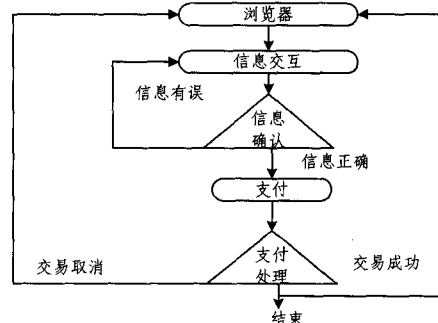 浏览器
信息交互
信息有误
信息
确认
信息正确
支付
支付
处理
交易取消
交易成功
结束